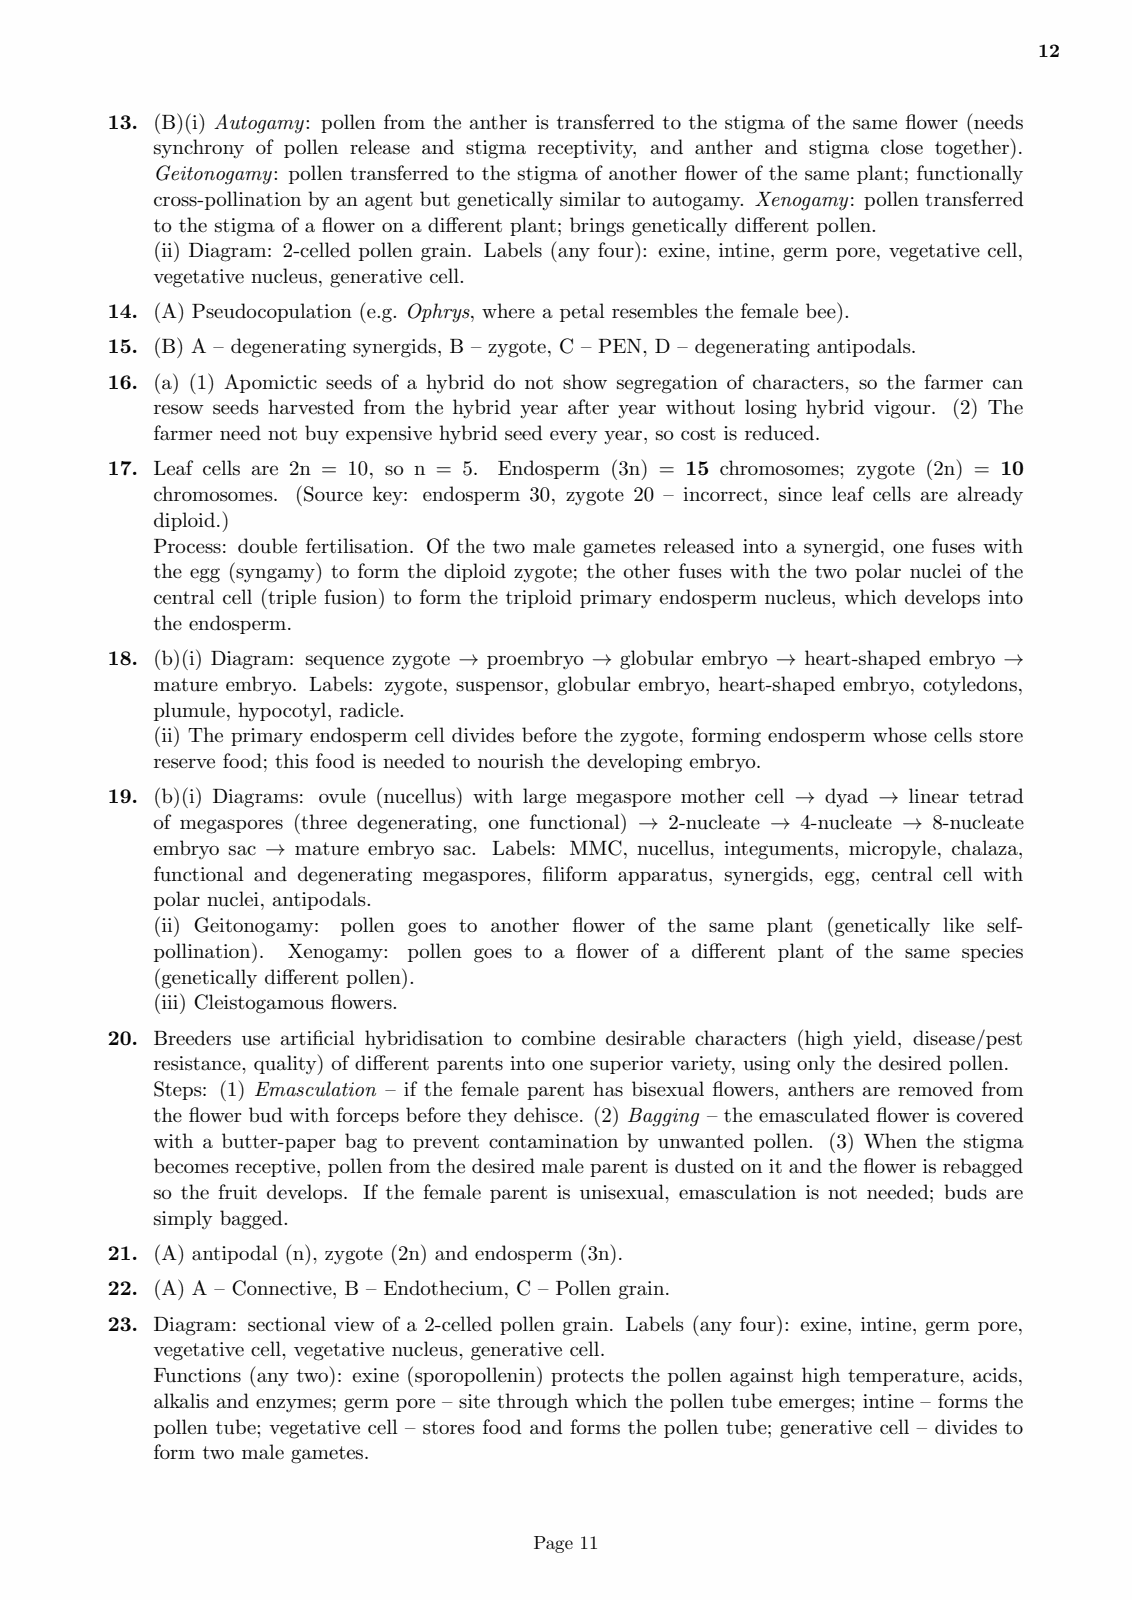 12
13. (B)(i) Autogamy: pollen from the anther is transferred to the stigma of the same flower (needs
synchrony of pollen release and stigma receptivity, and anther and stigma close together).
Geitonogamy: pollen transferred to the stigma of another flower of the same plant; functionally
cross-pollination by an agent but genetically similar to autogamy. Xenogamy: pollen transferred
to the stigma of a flower on a different plant; brings genetically different pollen.
(ii) Diagram: 2-celled pollen grain. Labels (any four): exine, intine, germ pore, vegetative cell,
vegetative nucleus, generative cell.
14. (A) Pseudocopulation (e.g. Ophrys, where a petal resembles the female bee).
15. (B) A – degenerating synergids, B – zygote, C – PEN, D – degenerating antipodals.
16. (a) (1) Apomictic seeds of a hybrid do not show segregation of characters, so the farmer can
resow seeds harvested from the hybrid year after year without losing hybrid vigour. (2) The
farmer need not buy expensive hybrid seed every year, so cost is reduced.
17. Leaf cells are 2n = 10, so n = 5. Endosperm (3n) = 15 chromosomes; zygote (2n) = 10
chromosomes. (Source key: endosperm 30, zygote 20 – incorrect, since leaf cells are already
diploid.)
Process: double fertilisation. Of the two male gametes released into a synergid, one fuses with
the egg (syngamy) to form the diploid zygote; the other fuses with the two polar nuclei of the
central cell (triple fusion) to form the triploid primary endosperm nucleus, which develops into
the endosperm.
18. (b)(i) Diagram: sequence zygote → proembryo → globular embryo → heart-shaped embryo →
mature embryo. Labels: zygote, suspensor, globular embryo, heart-shaped embryo, cotyledons,
plumule, hypocotyl, radicle.
(ii) The primary endosperm cell divides before the zygote, forming endosperm whose cells store
reserve food; this food is needed to nourish the developing embryo.
19. (b)(i) Diagrams: ovule (nucellus) with large megaspore mother cell → dyad → linear tetrad
of megaspores (three degenerating, one functional) → 2-nucleate → 4-nucleate → 8-nucleate
embryo sac → mature embryo sac. Labels: MMC, nucellus, integuments, micropyle, chalaza,
functional and degenerating megaspores, filiform apparatus, synergids, egg, central cell with
polar nuclei, antipodals.
(ii) Geitonogamy: pollen goes to another flower of the same plant (genetically like self-
pollination). Xenogamy: pollen goes to a flower of a different plant of the same species
(genetically different pollen).
(iii) Cleistogamous flowers.
20. Breeders use artificial hybridisation to combine desirable characters (high yield, disease/pest
resistance, quality) of different parents into one superior variety, using only the desired pollen.
Steps: (1) Emasculation – if the female parent has bisexual flowers, anthers are removed from
the flower bud with forceps before they dehisce. (2) Bagging – the emasculated flower is covered
with a butter-paper bag to prevent contamination by unwanted pollen. (3) When the stigma
becomes receptive, pollen from the desired male parent is dusted on it and the flower is rebagged
so the fruit develops. If the female parent is unisexual, emasculation is not needed; buds are
simply bagged.
21. (A) antipodal (n), zygote (2n) and endosperm (3n).
22. (A) A – Connective, B – Endothecium, C – Pollen grain.
23. Diagram: sectional view of a 2-celled pollen grain. Labels (any four): exine, intine, germ pore,
vegetative cell, vegetative nucleus, generative cell.
Functions (any two): exine (sporopollenin) protects the pollen against high temperature, acids,
alkalis and enzymes; germ pore – site through which the pollen tube emerges; intine – forms the
pollen tube; vegetative cell – stores food and forms the pollen tube; generative cell – divides to
form two male gametes.
Page 11